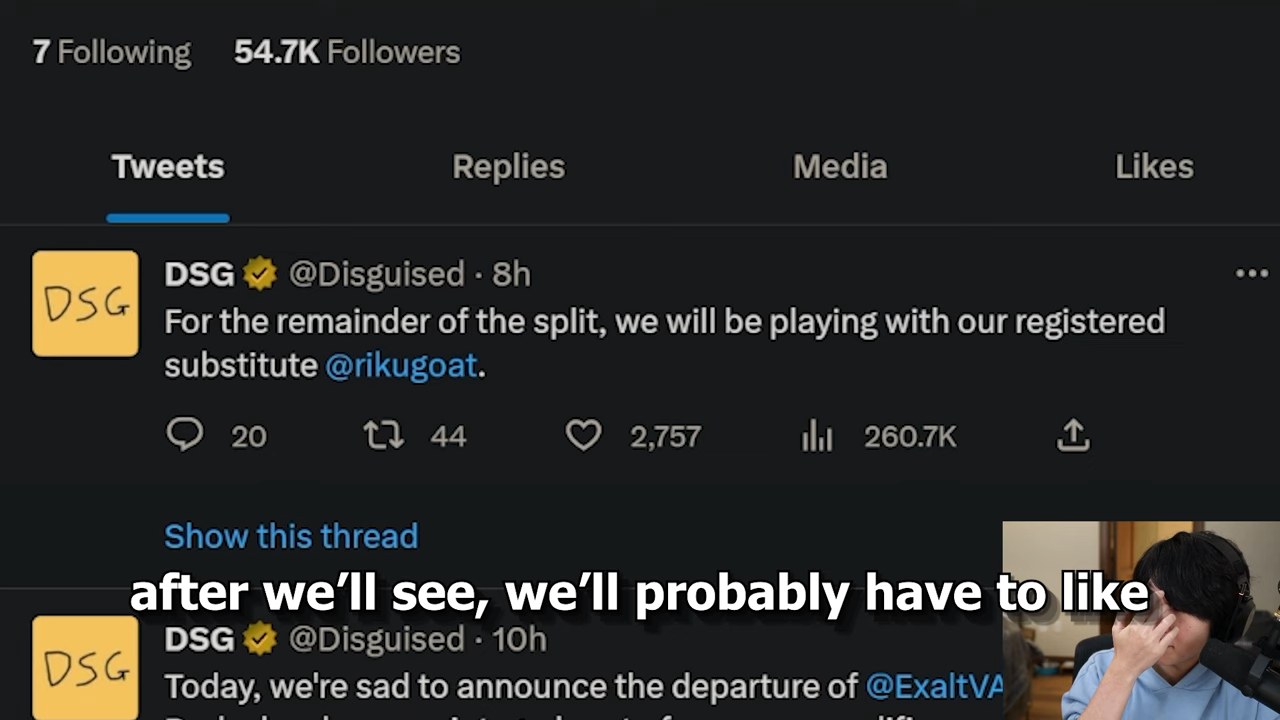 7 Following 54.7K Followers
Tweets Replies Media Likes
DSG
DSG @Disguised · 8h
For the remainder of the split, we will be playing with our registered
substitute @rikugoat.
20 44 2,757 260.7K
Show this thread
after we’ll see, we’ll probably have to like
DSG
DSG @Disguised · 10h
Today, we're sad to announce the departure of @ExaltVA